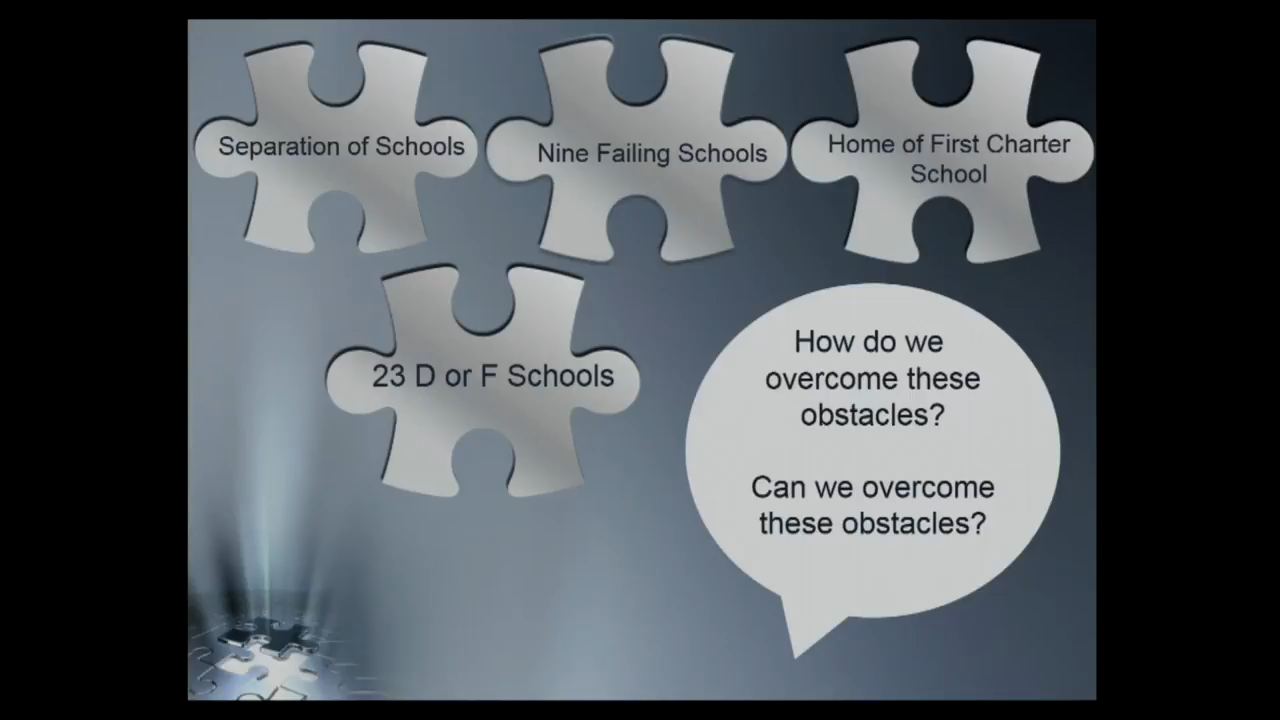 Separation of Schools
Nine Failing Schools
Home of First Charter
School
23 D or F Schools
How do we
overcome these
obstacles?
Can we overcome
these obstacles?